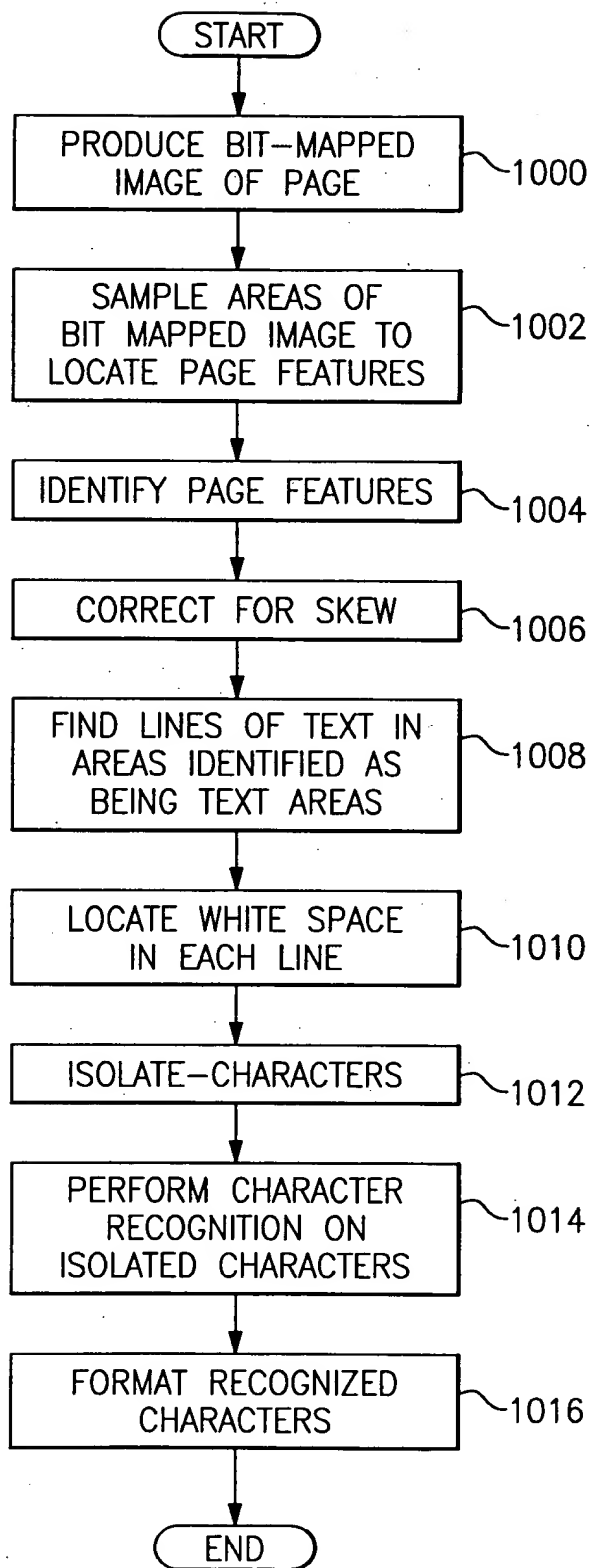 START
PRODUCE BIT-MAPPED
IMAGE OF PAGE
1000
SAMPLE AREAS OF
BIT MAPPED IMAGE TO
LOCATE PAGE FEATURES
1002
IDENTIFY PAGE FEATURES
1004
CORRECT FOR SKEW
1006
FIND LINES OF TEXT IN
AREAS IDENTIFIED AS
BEING TEXT AREAS
1008
LOCATE WHITE SPACE
IN EACH LINE
1010
ISOLATE-CHARACTERS
1012
PERFORM CHARACTER
RECOGNITION ON
ISOLATED CHARACTERS
1014
FORMAT RECOGNIZED
CHARACTERS
1016
END